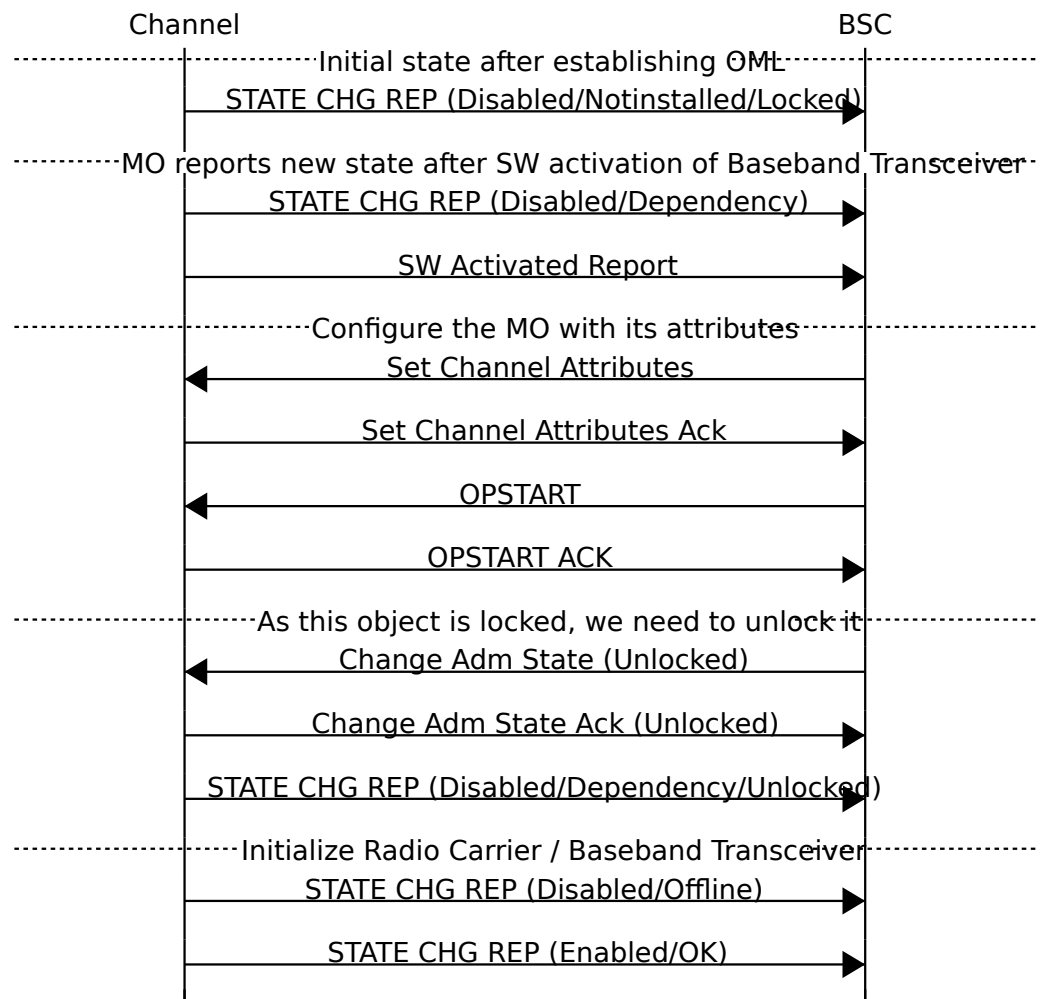 Channel BSC
Initial state after establishing OML
STATE CHG REP (Disabled/Notinstalled/Locked)
MO reports new state after SW activation of Baseband Transceiver
STATE CHG REP (Disabled/Dependency)
SW Activated Report
Configure the MO with its attributes
Set Channel Attributes
Set Channel Attributes Ack
OPSTART
OPSTART ACK
As this object is locked, we need to unlock it
Change Adm State (Unlocked)
Change Adm State Ack (Unlocked)
STATE CHG REP (Disabled/Dependency/Unlocked)
Initialize Radio Carrier / Baseband Transceiver
STATE CHG REP (Disabled/Offline)
STATE CHG REP (Enabled/OK)